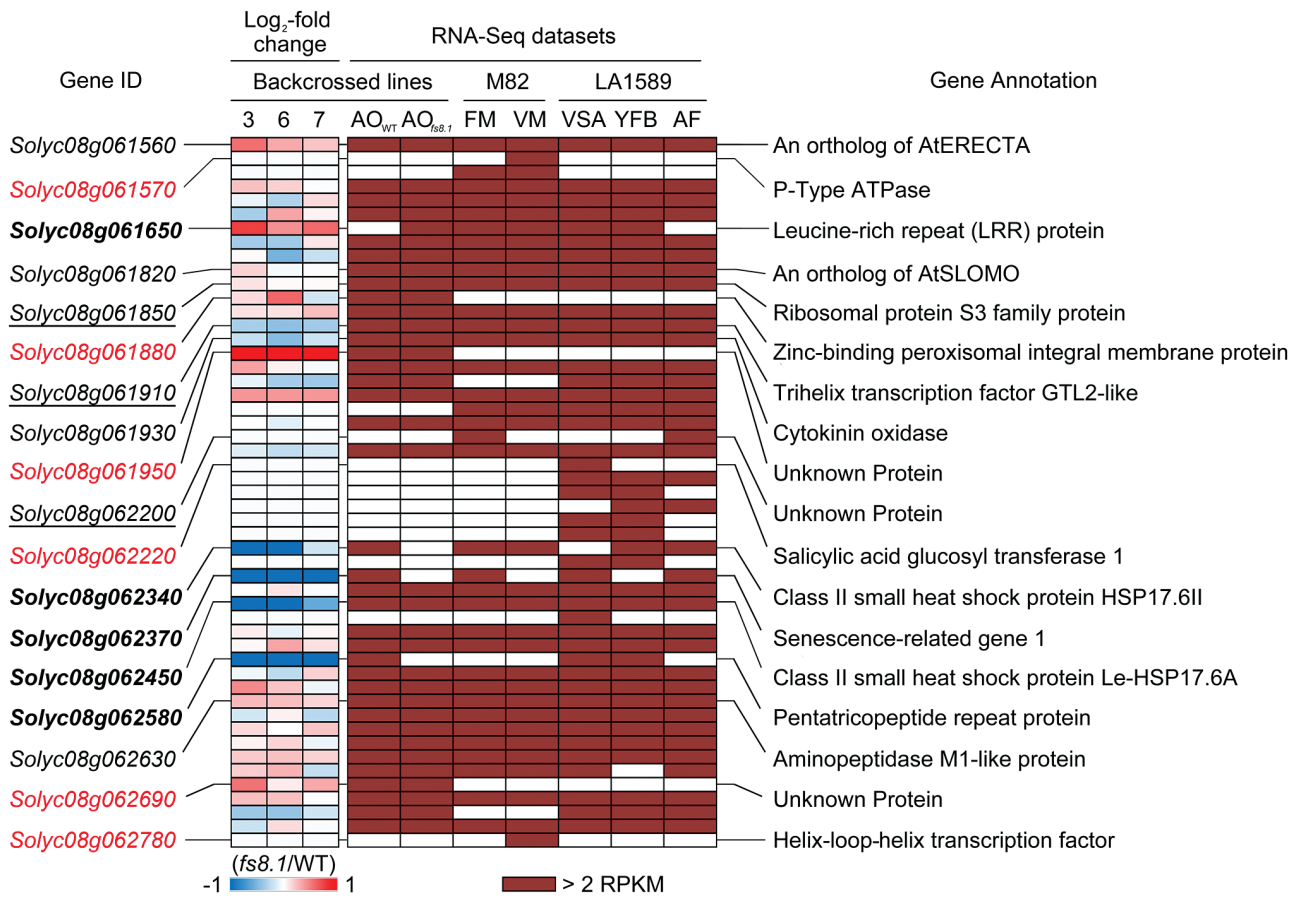 Log2-fold change
RNA-Seq datasets
Gene ID
Backcrossed lines
M82
LA1589
Gene Annotation
3 6 7 AOWT AOfs8.1 FM VM VSA YFB AF
Solyc08g061560 An ortholog of AtERECTA
Solyc08g061570 P-Type ATPase
Solyc08g061650 Leucine-rich repeat (LRR) protein
Solyc08g061820 An ortholog of AtSLOMO
Solyc08g061850 Ribosomal protein S3 family protein
Solyc08g061880 Zinc-binding peroxisomal integral membrane protein
Solyc08g061910 Trihelix transcription factor GTL2-like
Solyc08g061930 Cytokinin oxidase
Solyc08g061950 Unknown Protein
Solyc08g062200 Unknown Protein
Solyc08g062220 Salicylic acid glucosyl transferase 1
Solyc08g062340 Class II small heat shock protein HSP17.6II
Solyc08g062370 Senescence-related gene 1
Solyc08g062450 Class II small heat shock protein Le-HSP17.6A
Solyc08g062580 Pentatricopeptide repeat protein
Solyc08g062630 Aminopeptidase M1-like protein
Solyc08g062690 Unknown Protein
Solyc08g062780 Helix-loop-helix transcription factor
(fs8.1/WT)
-1 1 > 2 RPKM